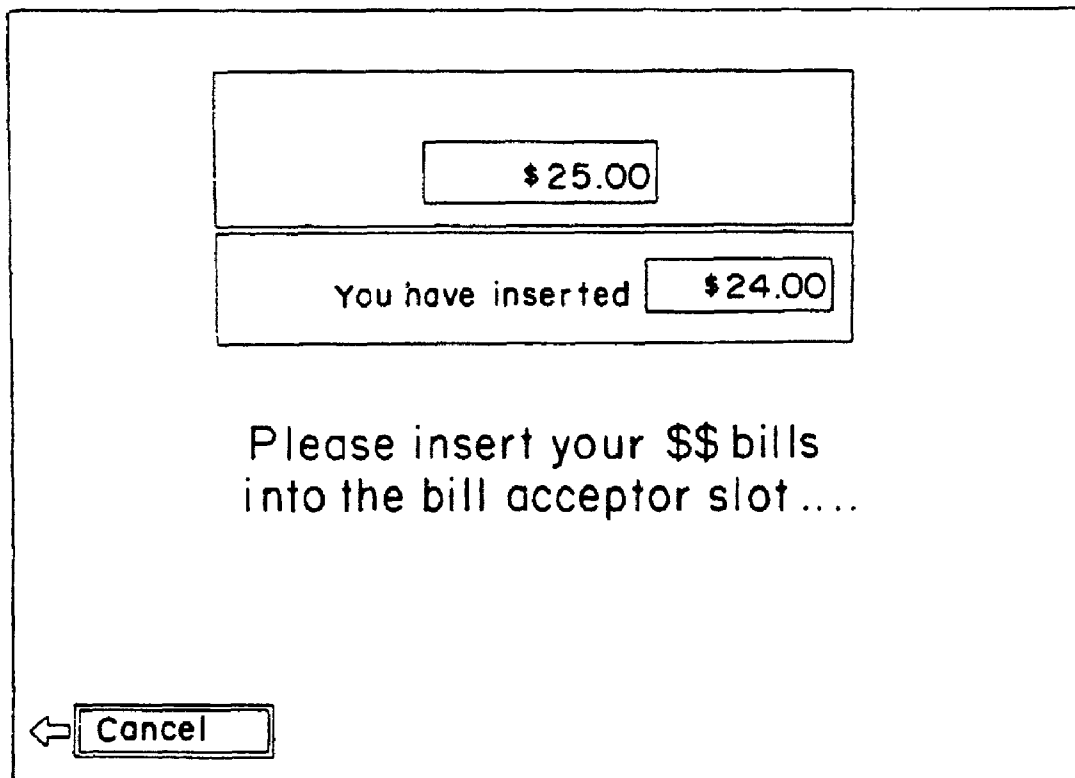 $25.00
You have inserted $24.00
Please insert your $$ bills
into the bill acceptor slot....
Cancel